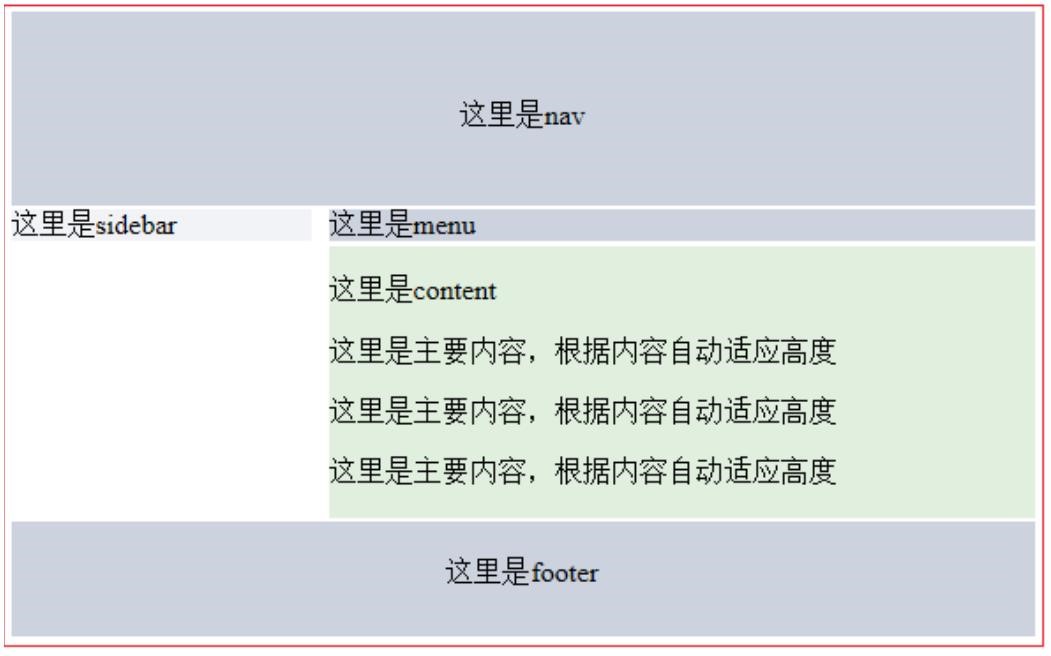 这里是nav
这里是sidebar
这里是menu
这里是content
这里是主要内容，根据内容自动适应高度
这里是主要内容，根据内容自动适应高度
这里是主要内容，根据内容自动适应高度
这里是footer